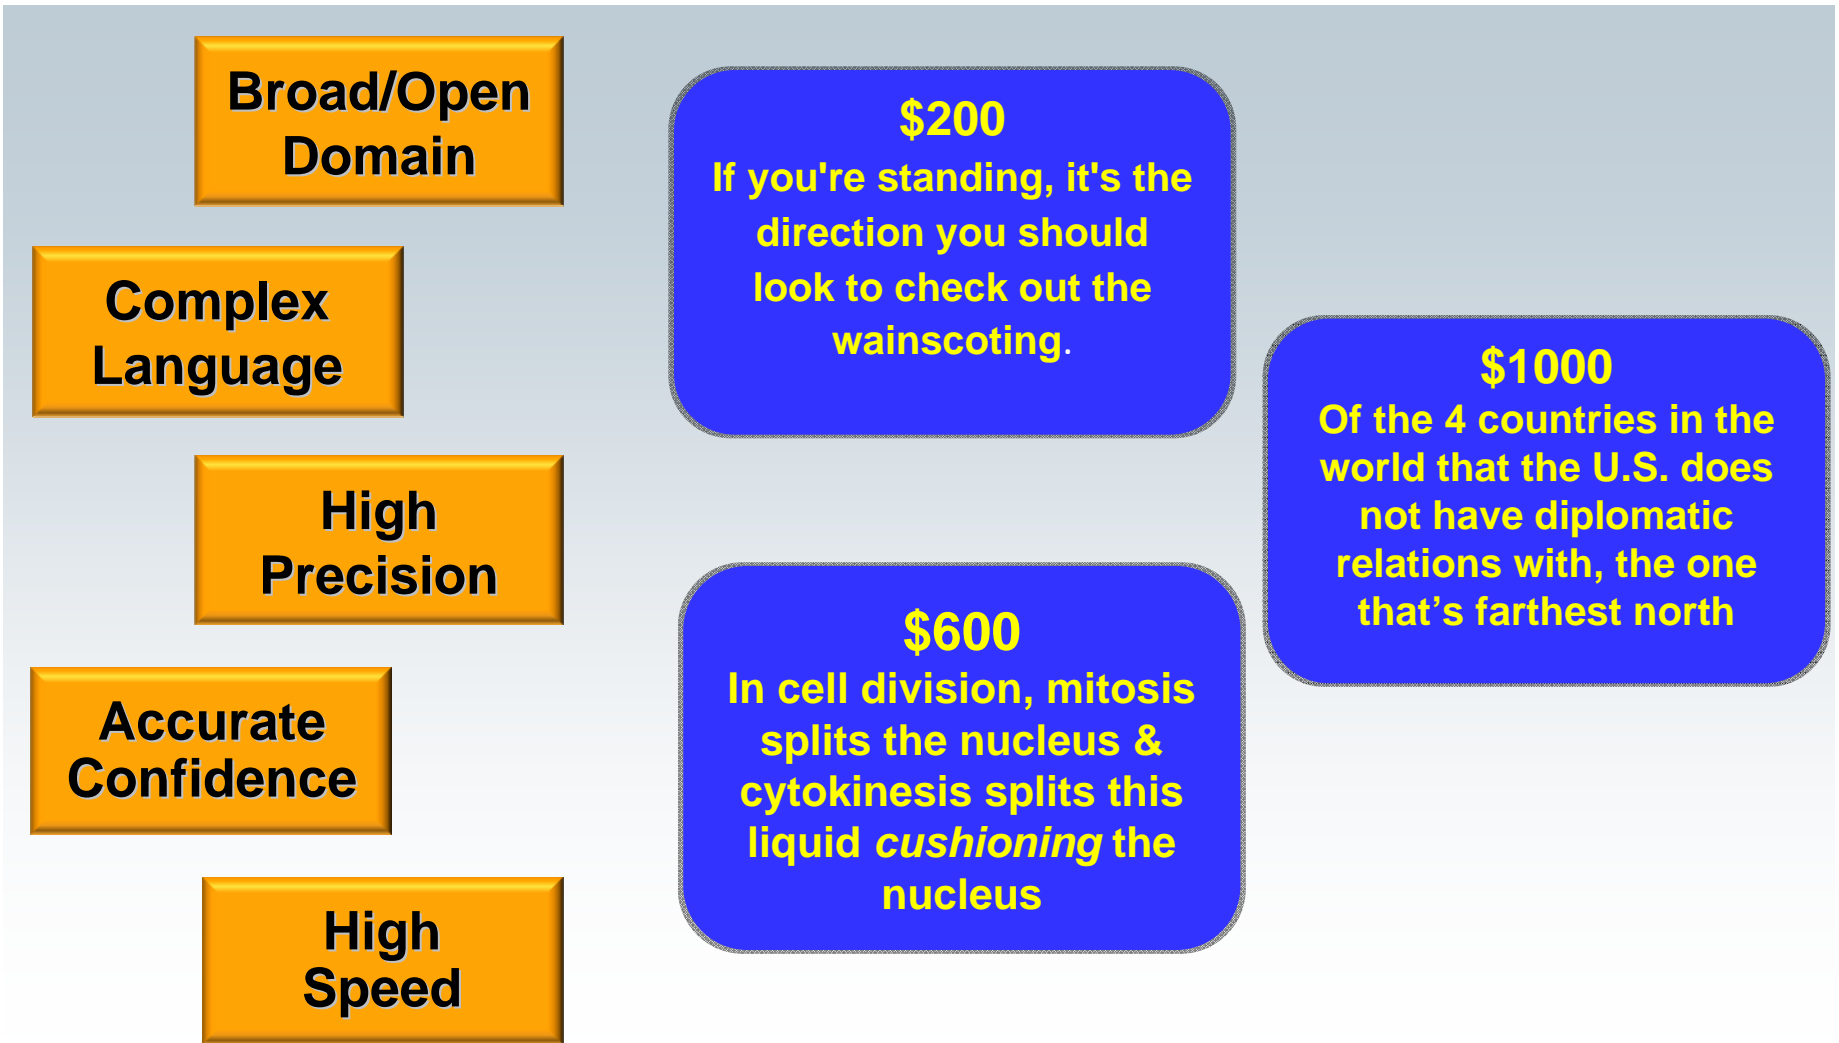 Broad/Open
Domain
Complex
Language
High
Precision
Accurate
Confidence
High
Speed
$200
If you're standing, it's the
direction you should
look to check out the
wainscoting.
$600
In cell division, mitosis
splits the nucleus &
cytokinesis splits this
liquid cushioning the
nucleus
$1000
Of the 4 countries in the
world that the U.S. does
not have diplomatic
relations with, the one
that’s farthest north